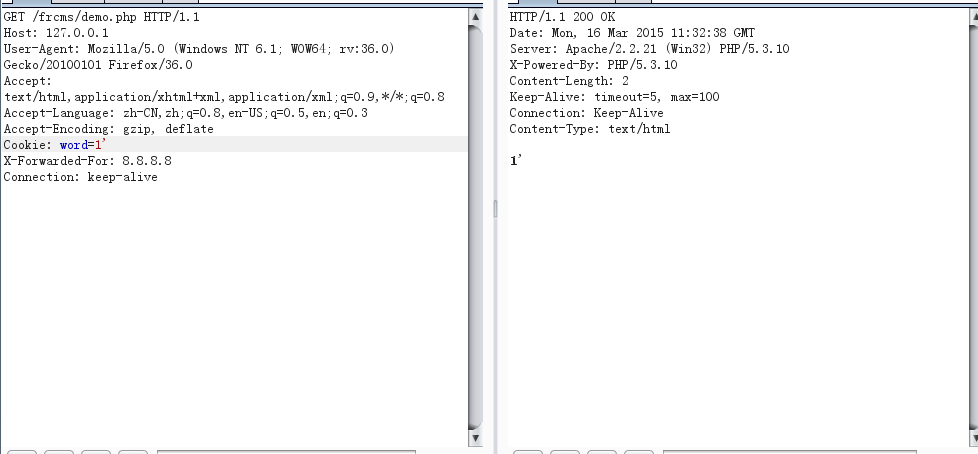 GET /frcms/demo.php HTTP/1.1
Host: 127.0.0.1
User-Agent: Mozilla/5.0 (Windows NT 6.1; WOW64; rv:36.0)
Gecko/20100101 Firefox/36.0
Accept:
text/html,application/xhtml+xml,application/xml;q=0.9,*/*;q=0.8
Accept-Language: zh-CN,zh;q=0.8,en-US;q=0.5,en;q=0.3
Accept-Encoding: gzip, deflate
Cookie: word=1'
X-Forwarded-For: 8.8.8.8
Connection: keep-alive
HTTP/1.1 200 OK
Date: Mon, 16 Mar 2015 11:32:38 GMT
Server: Apache/2.2.21 (Win32) PHP/5.3.10
X-Powered-By: PHP/5.3.10
Content-Length: 2
Keep-Alive: timeout=5, max=100
Connection: Keep-Alive
Content-Type: text/html
1'